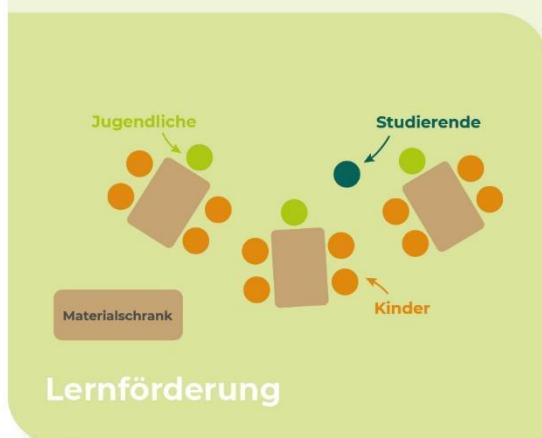 Jugendliche
Studierende
Kinder
Materialschrank
Lernförderung